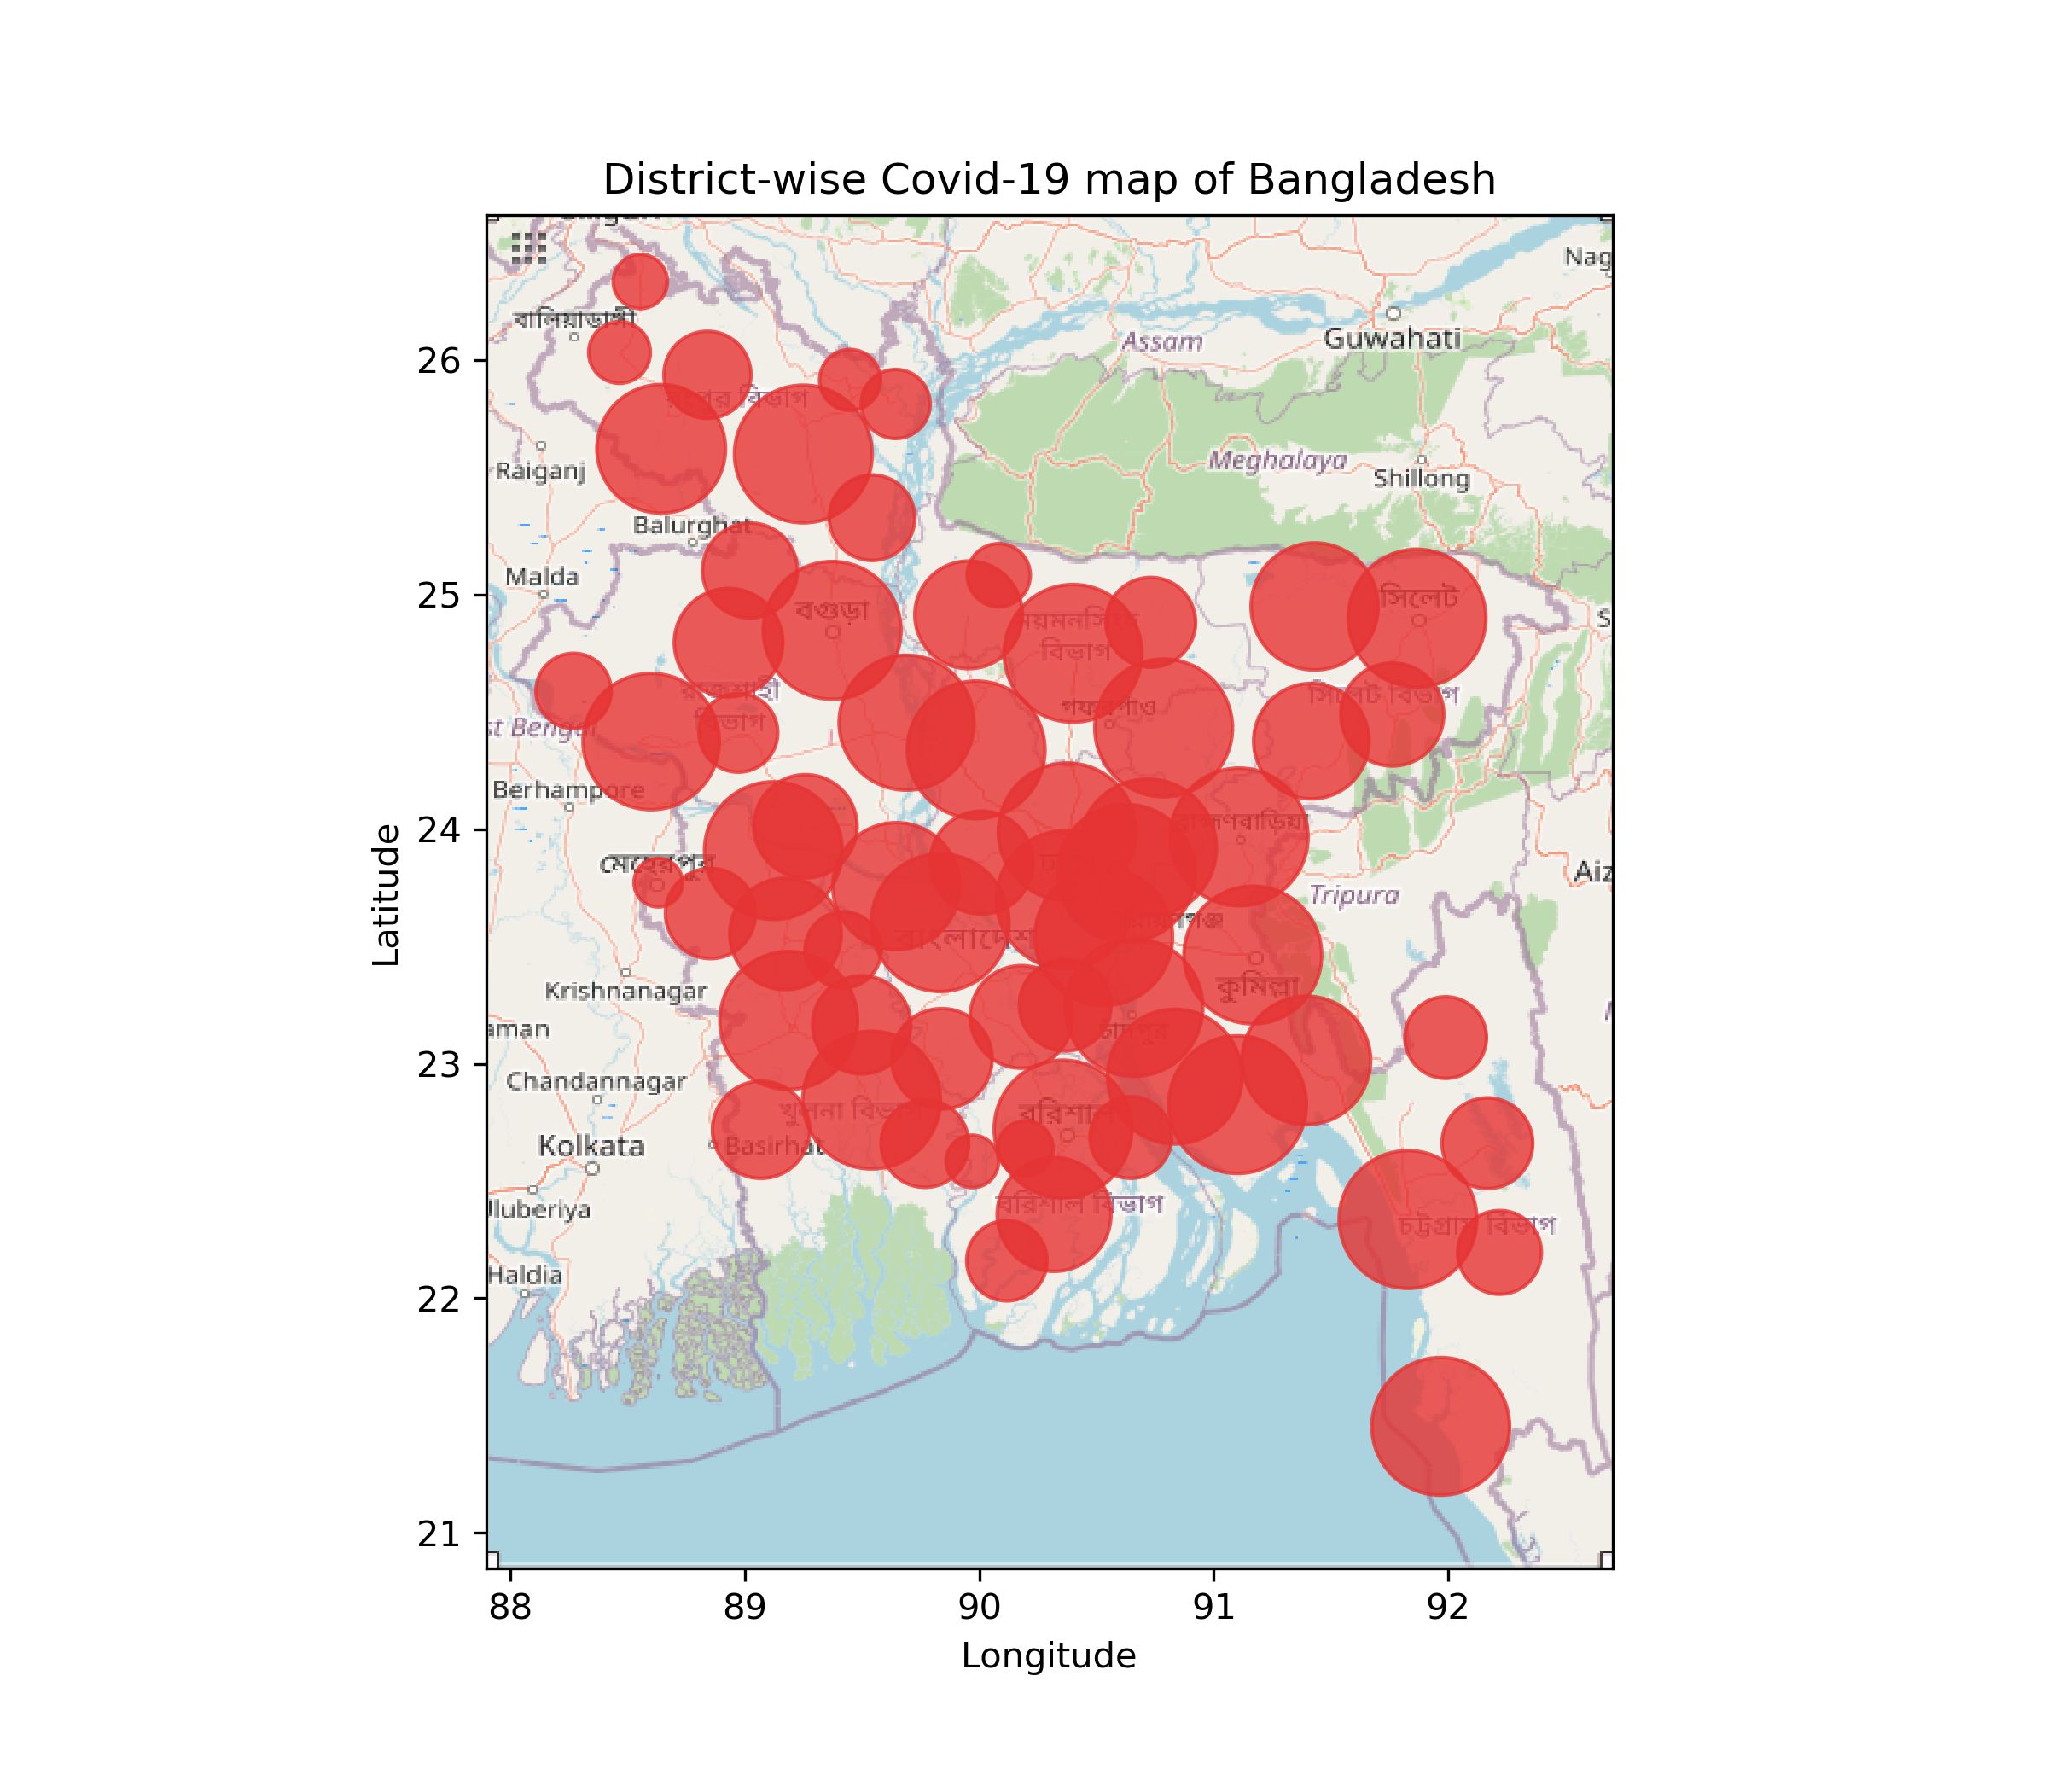 District-wise Covid-19 map of Bangladesh
Nag
বালিয়াডাঙ্গী
Assam
Guwahati
26
বিভাগ
Raiganj
Meghalaya
Shillong
Balurghat
Malda
25
বগুড়া
সিলেট
ময়মনসিংহ
বিভাগ
রাজশাহী
বিভাগ
সিলেট বিভাগ
গফরগাঁও
st Bengal
Berhampore
24
ব্রাহ্মণবাড়িয়া
মেহেরপুর
Aiz
Tripura
Latitude
বাংলাদেশ
Krishnanagar
কুমিল্লা
aman
চাঁদপুর
23
Chandannagar
খুলনা বিভাগ
বরিশাল
Kolkata
Basirhat
Uluberiya
বরিশাল বিভাগ
চট্টগ্রাম বিভাগ
Haldia
22
21
88 89 90 91 92
Longitude